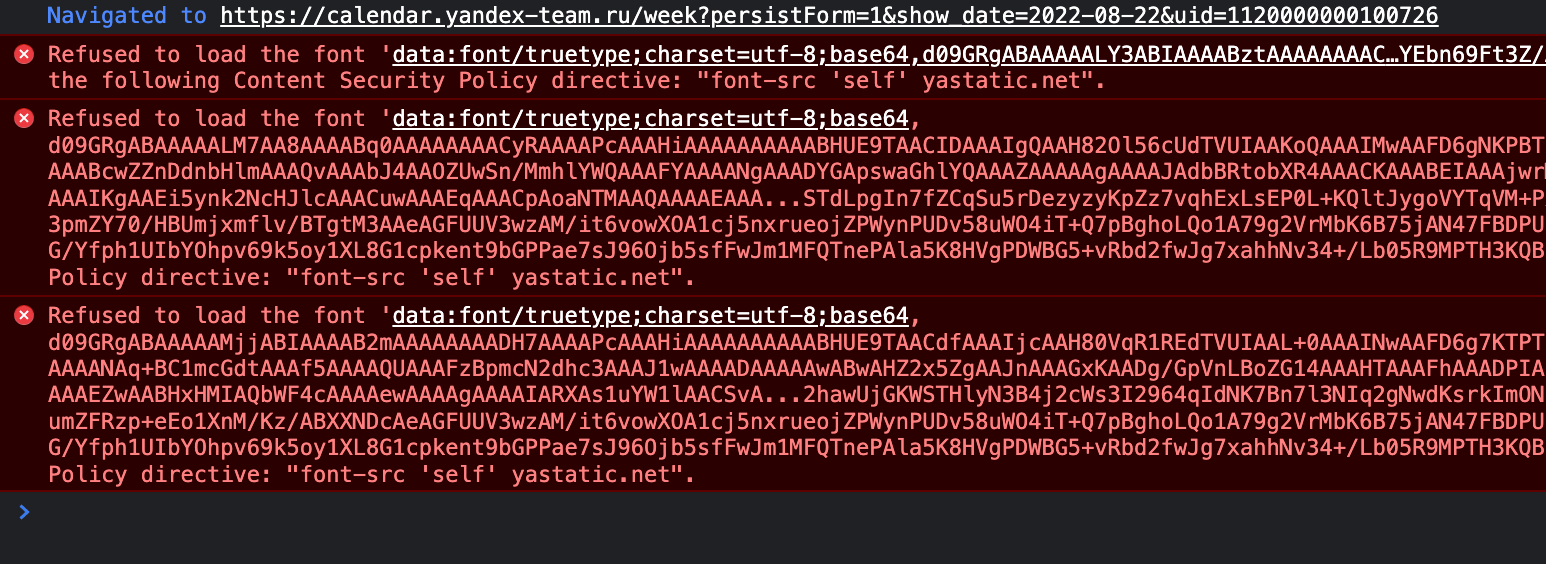 Navigated to https://calendar.yandex-team.ru/week?persistForm=1&show_date=2022-08-22&uid=1120000000100726
Refused to load the font 'data:font/truetype;charset=utf-8;base64,d09GRgABAAAAALY3ABIAAAABztAAAAAAAAC…YEbn69Ft3Z/
the following Content Security Policy directive: "font-src 'self' yastatic.net".
Refused to load the font 'data:font/truetype;charset=utf-8;base64,
d09GRgABAAAAALM7AA8AAAABq0AAAAAAAACyRAAAAPcAAAHiAAAAAAAAAABHUE9TAACIDAAAIgQAAH82Ol56cUdTVUIAAKoQAAAIMwAAFD6gNKPBT
AAABcwZZnDdnbHlmAAAQvAAAbJ4AAOZUwSn/MmhlYWQAAAFYAAAANgAAADYGApswaGhlYQAAAZAAAAAgAAAAJAdbBRtobXR4AAACKAAABEIAAAjwr
AAAIKgAAEi5ynk2NcHJlcAAACuwAAAEqAAACpAoaNTMAAQAAAAEAAA...STdLpgIn7fZCqSu5rDezyzyKpZz7vqhExLsEP0L+KQltJygoVYTqVM+P
3pmZY70/HBUmjxmflv/BTgtM3AAeAGFUUV3wzAM/it6vowXOA1cj5nxrueojZPWynPUDv58uWO4iT+Q7pBghoLQo1A79g2VrMbK6B75jAN47FBDPU
G/Yfph1UIbYOhpv69k5oy1XL8G1cpkent9bGPPae7sJ96Ojb5sfFwJm1MFQTnePAla5K8HVgPDWBG5+vRbd2fwJg7xahhNv34+/Lb05R9MPTH3KQB
Policy directive: "font-src 'self' yastatic.net".
Refused to load the font 'data:font/truetype;charset=utf-8;base64,
d09GRgABAAAAAMjjABIAAAAB2mAAAAAAAADH7AAAAPcAAAHiAAAAAAAAAABHUE9TAACdfAAAIjcAAH80VqR1REdTVUIAAL+0AAAINwAAFD6g7KTPT
AAAANAq+BC1mcGdtAAAf5AAAAQUAAAFzBpmcN2dhc3AAAJ1wAAAADAAAAAwABwAHZ2x5ZgAAJnAAAGxKAADg/GpVnLBoZG14AAAHTAAAFhAAADPIA
AAAEZwAABHxHMIAQbWF4cAAAAewAAAAgAAAAIARXAs1uYW1lAACSvA...2hawUjGKWSTHlyN3B4j2cWs3I2964qIdNK7Bn7l3NIq2gNwdKsrkImON
umZFRzp+eEo1XnM/Kz/ABXXNDcAeAGFUUV3wzAM/it6vowXOA1cj5nxrueojZPWynPUDv58uWO4iT+Q7pBghoLQo1A79g2VrMbK6B75jAN47FBDPU
G/Yfph1UIbYOhpv69k5oy1XL8G1cpkent9bGPPae7sJ96Ojb5sfFwJm1MFQTnePAla5K8HVgPDWBG5+vRbd2fwJg7xahhNv34+/Lb05R9MPTH3KQB
Policy directive: "font-src 'self' yastatic.net".